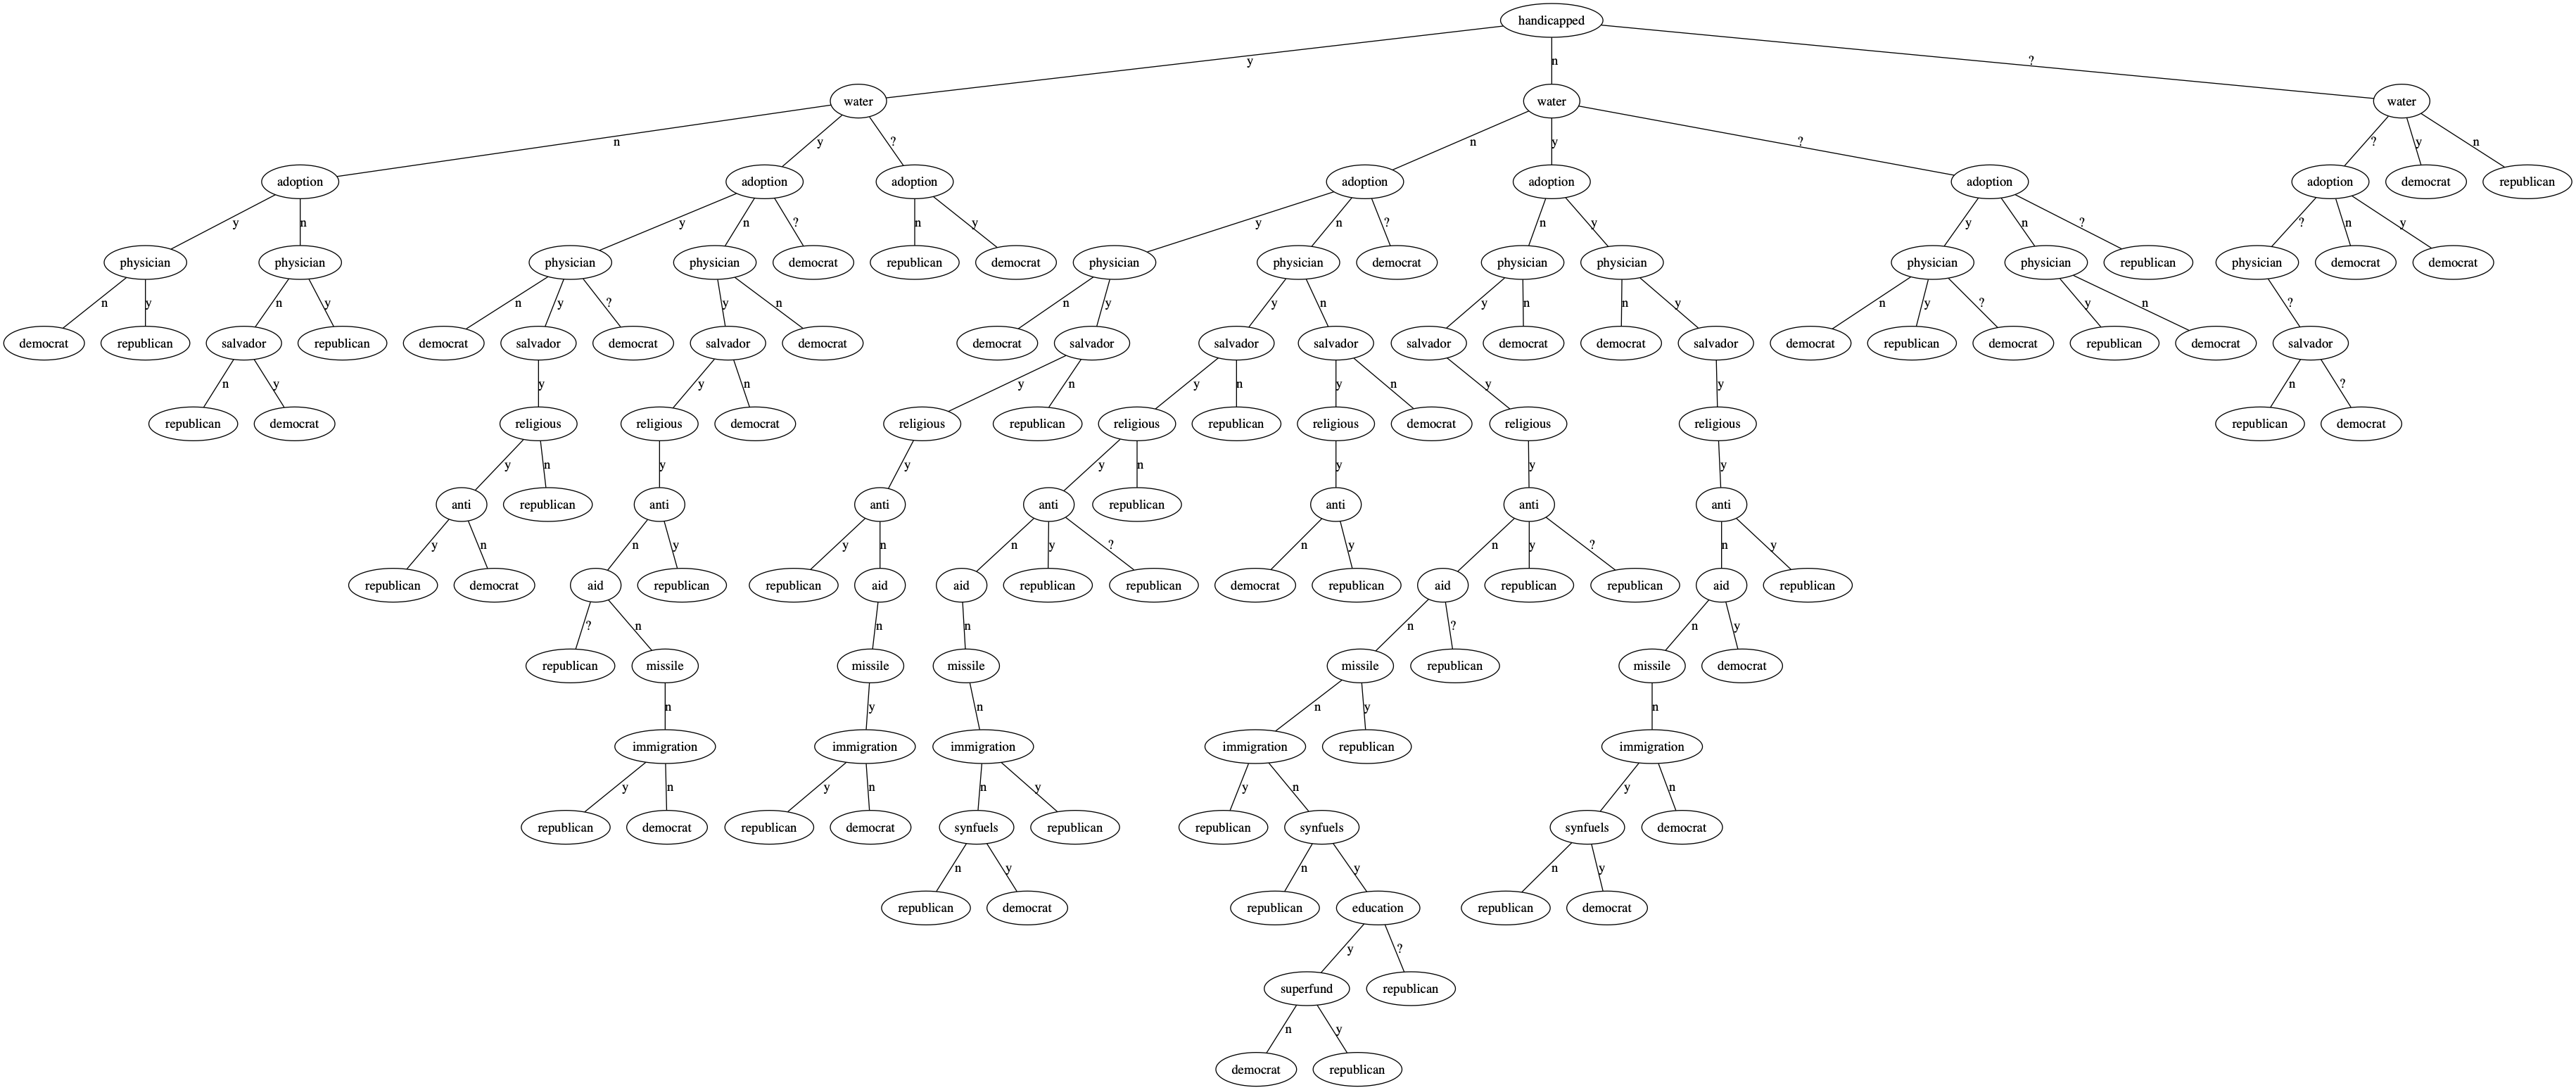 handicapped
y n ?
water water water
n y ? n y ? ? y n
adoption adoption adoption adoption adoption adoption adoption democrat republican
y n y n ? n y y n ? n y y n ? ? n y
physician physician physician physician democrat republican democrat physician physician democrat physician physician physician physician republican physician democrat democrat
n y n y n y ? y n n y y n y n n y n y ? y n ?
democrat republican salvador republican democrat salvador democrat salvador democrat democrat salvador salvador salvador salvador democrat democrat salvador democrat republican democrat republican democrat salvador
n y y y n y n y n y n y y n ?
republican democrat religious religious democrat religious republican religious republican religious democrat religious religious republican democrat
y n y y y n y y y
anti republican anti anti anti republican anti anti anti
y n n y y n n y ? n y n y ? n y
republican democrat aid republican republican aid aid republican republican democrat republican aid republican republican aid republican
? n n n n ? n y
republican missile missile missile missile republican missile democrat
n y n n y n
immigration immigration immigration immigration republican immigration
y n y n n y y n y n
republican democrat republican democrat synfuels republican republican synfuels synfuels democrat
n y n y n y
republican democrat republican education republican democrat
y ?
superfund republican
n y
democrat republican